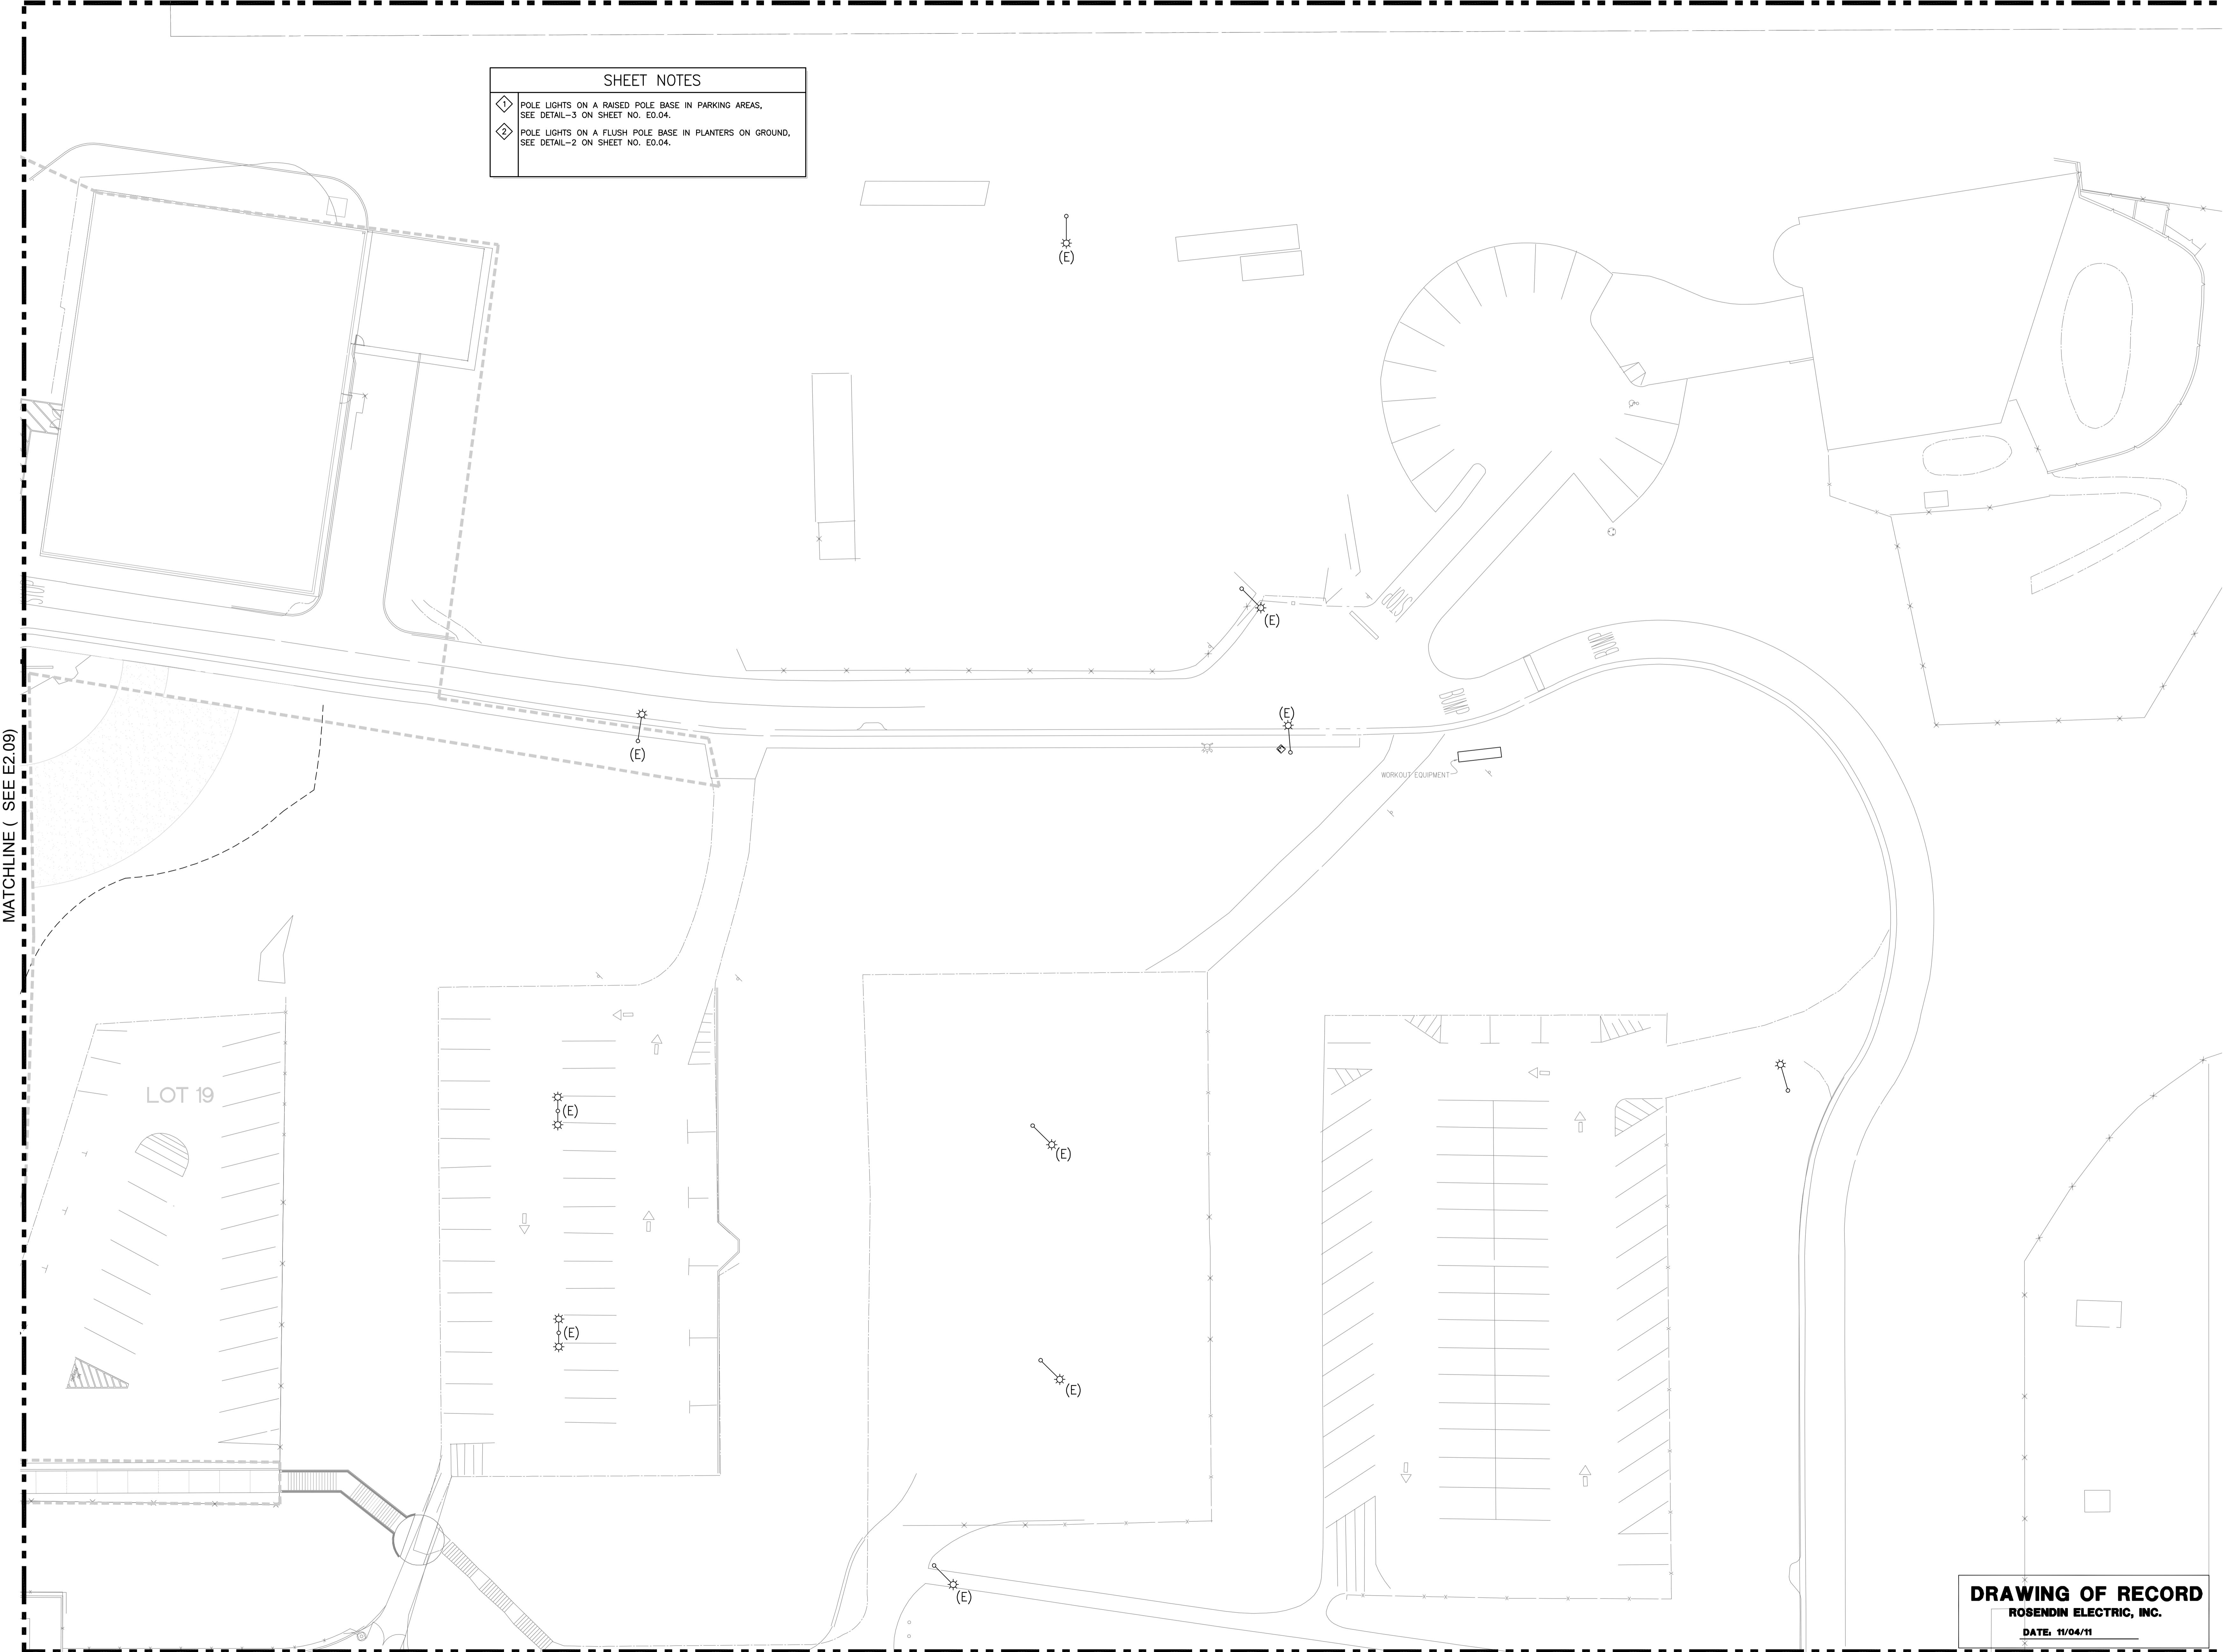 SHEET NOTES
1 POLE LIGHTS ON A RAISED POLE BASE IN PARKING AREAS,
SEE DETAIL-3 ON SHEET NO. E0.04.
2 POLE LIGHTS ON A FLUSH POLE BASE IN PLANTERS ON GROUND,
SEE DETAIL-2 ON SHEET NO. E0.04.
(E)
(E)
(E)
(E)
MATCHLINE ( SEE E2.09)
WORKOUT EQUIPMENT
LOT 19
(E)
(E)
(E)
(E)
(E)
DRAWING OF RECORD
ROSENDIN ELECTRIC, INC.
DATE: 11/04/11